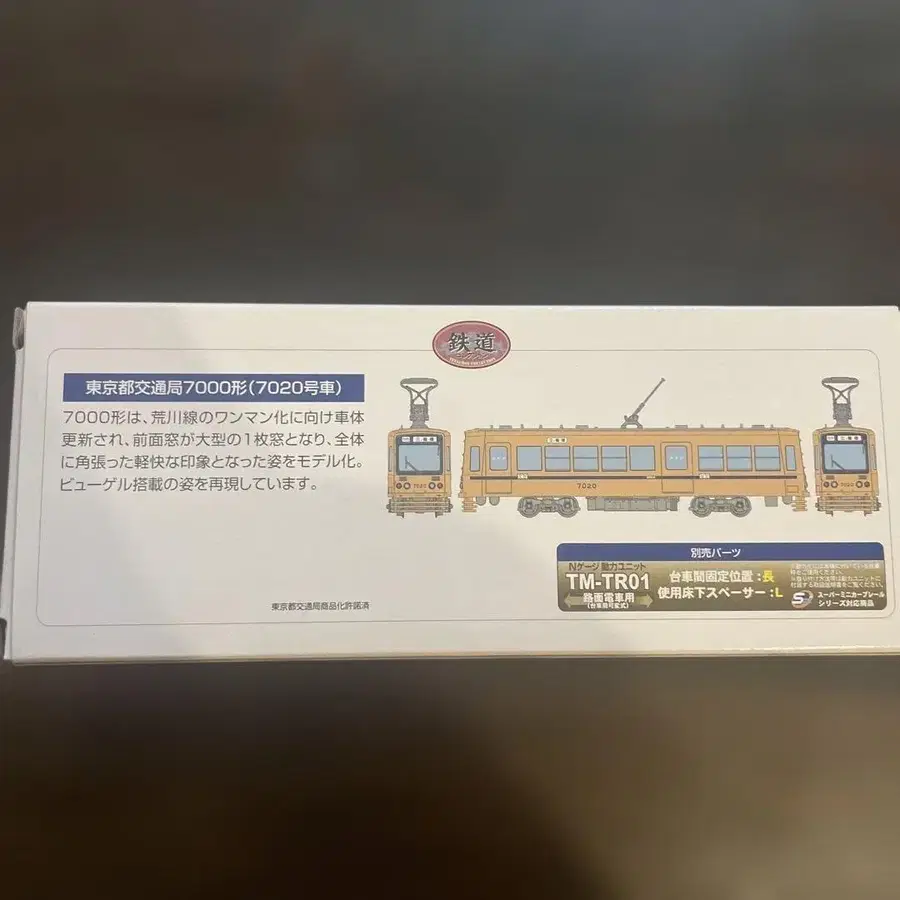 鉄道
東京都交通局7000形(7020号車)
7000形は、荒川線のワンマン化に向け車体
更新され、前面窓が大型の1枚窓となり、全体
に角張った軽快な印象となった姿をモデル化。
ビューゲル搭載の姿を再現しています。
東京都交通局商品化許諾済
7020
7020
7020
別売パーツ
Nゲージ動力ユニット
TM-TR01
路面電車用
(台車間可変式)
台車間固定位置:長
使用床下スペーサー:L
スーパーミニカーブレール
シリーズ対応商品